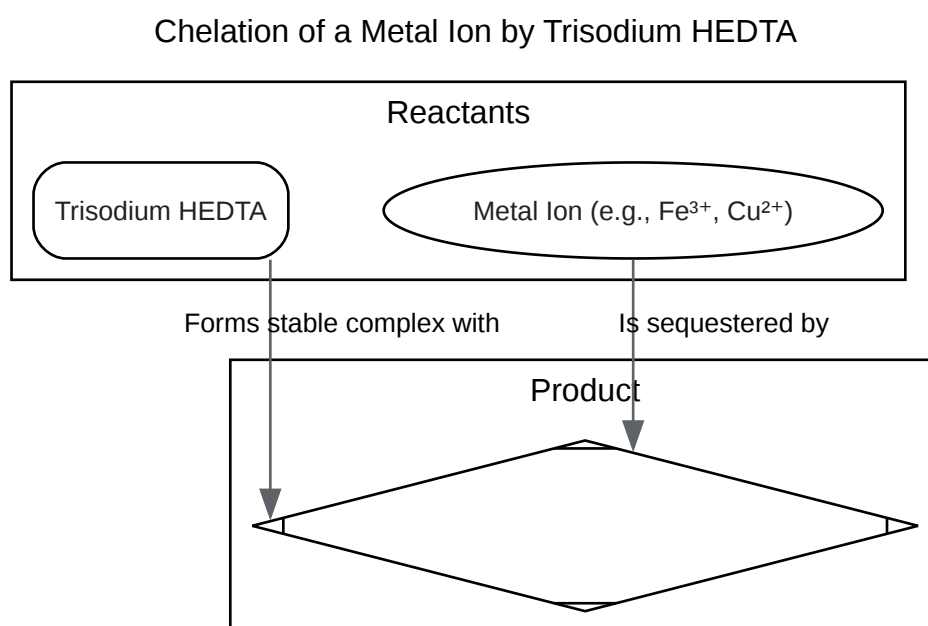 Chelation of a Metal Ion by Trisodium HEDTA
Reactants
Trisodium HEDTA
Metal Ion (e.g., Fe³⁺, Cu²⁺)
Forms stable complex with
Is sequestered by
Product